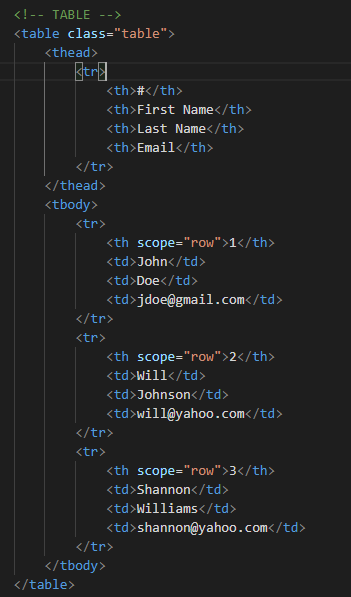 <!-- TABLE -->
<table class="table">
    <thead>
        <tr>
            <th>#</th>
            <th>First Name</th>
            <th>Last Name</th>
            <th>Email</th>
        </tr>
    </thead>
    <tbody>
        <tr>
            <th scope="row">1</th>
            <td>John</td>
            <td>Doe</td>
            <td>jdoe@gmail.com</td>
        </tr>
        <tr>
            <th scope="row">2</th>
            <td>Will</td>
            <td>Johnson</td>
            <td>will@yahoo.com</td>
        </tr>
        <tr>
            <th scope="row">3</th>
            <td>Shannon</td>
            <td>Williams</td>
            <td>shannon@yahoo.com</td>
        </tr>
    </tbody>
</table>